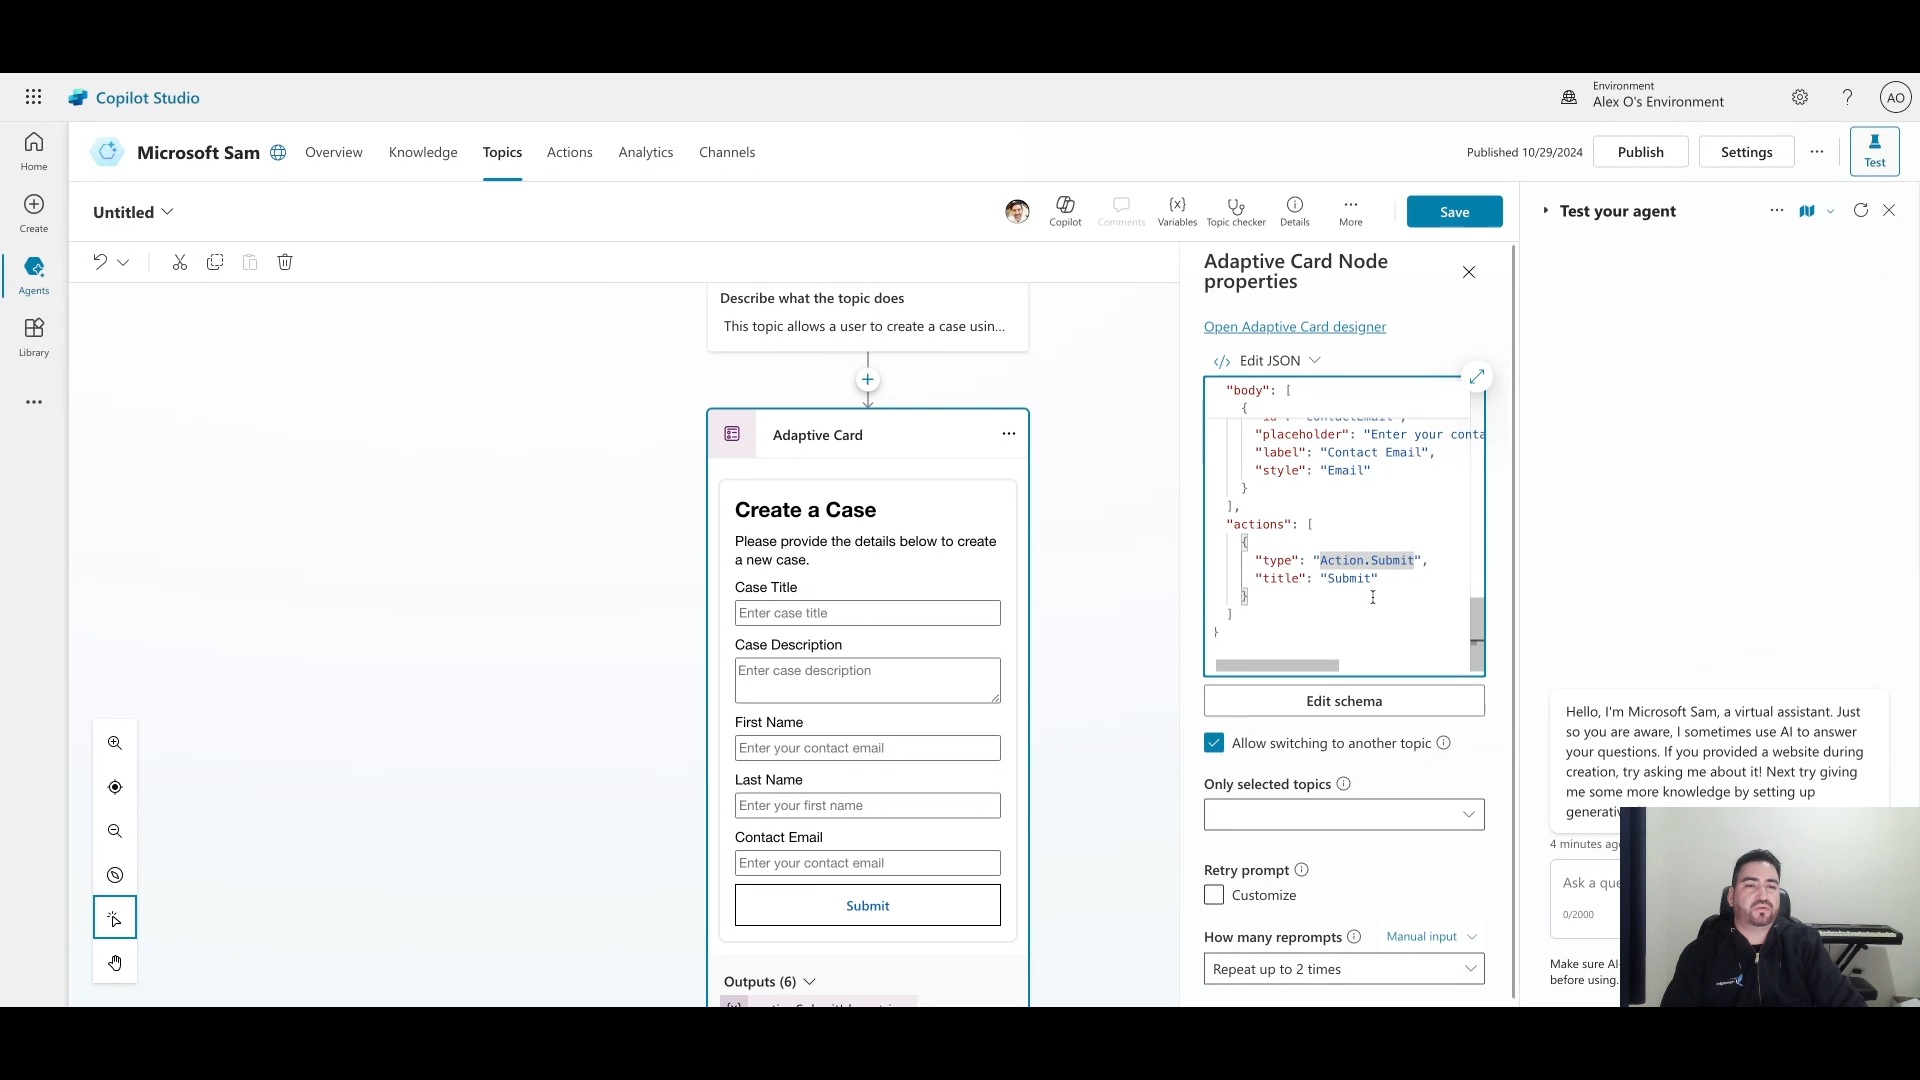 Copilot Studio
Environment
Alex O's Environment
AO
Home
Create
Agents
Library
Microsoft Sam
Overview
Knowledge
Topics
Actions
Analytics
Channels
Published 10/29/2024
Publish
Settings
Test
Untitled
Copilot
Comments
Variables
Topic checker
Details
More
Save
Describe what the topic does
This topic allows a user to create a case usin...
Adaptive Card
Create a Case
Please provide the details below to create
a new case.
Case Title
Enter case title
Case Description
Enter case description
First Name
Enter your contact email
Last Name
Enter your first name
Contact Email
Enter your contact email
Submit
Outputs (6)
Adaptive Card Node
properties
Open Adaptive Card designer
</> Edit JSON
"body": [
{
"placeholder": "Enter your conta
"label": "Contact Email",
"style": "Email"
}
],
"actions": [
{
"type": "Action.Submit",
"title": "Submit"
}
]
}
Edit schema
Allow switching to another topic
Only selected topics
Retry prompt
Customize
How many reprompts
Manual input
Repeat up to 2 times
Test your agent
Hello, I'm Microsoft Sam, a virtual assistant. Just
so you are aware, I sometimes use AI to answer
your questions. If you provided a website during
creation, try asking me about it! Next try giving
me some more knowledge by setting up
generati
4 minutes ag
Ask a que
0/2000
Make sure AI
before using.